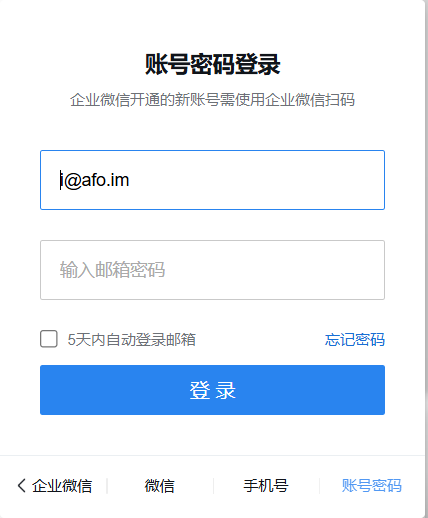 账号密码登录
企业微信开通的新账号需使用企业微信扫码
i@afo.im
输入邮箱密码
5天内自动登录邮箱 忘记密码
登录
企业微信 微信 手机号 账号密码